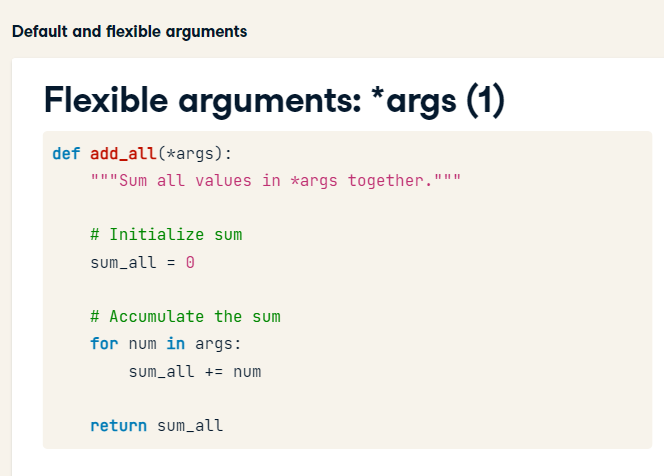 Default and flexible arguments
Flexible arguments: *args (1)
def add_all(*args):
    """Sum all values in *args together."""
    # Initialize sum
    sum_all = 0
    # Accumulate the sum
    for num in args:
        sum_all += num
    return sum_all